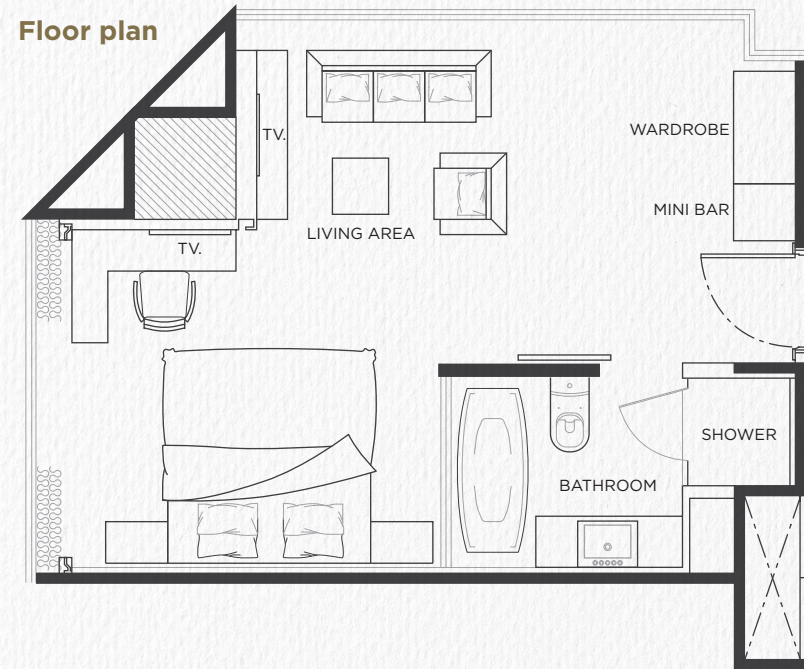 Floor plan
TV.
WARDROBE
MINI BAR
LIVING AREA
TV.
SHOWER
BATHROOM